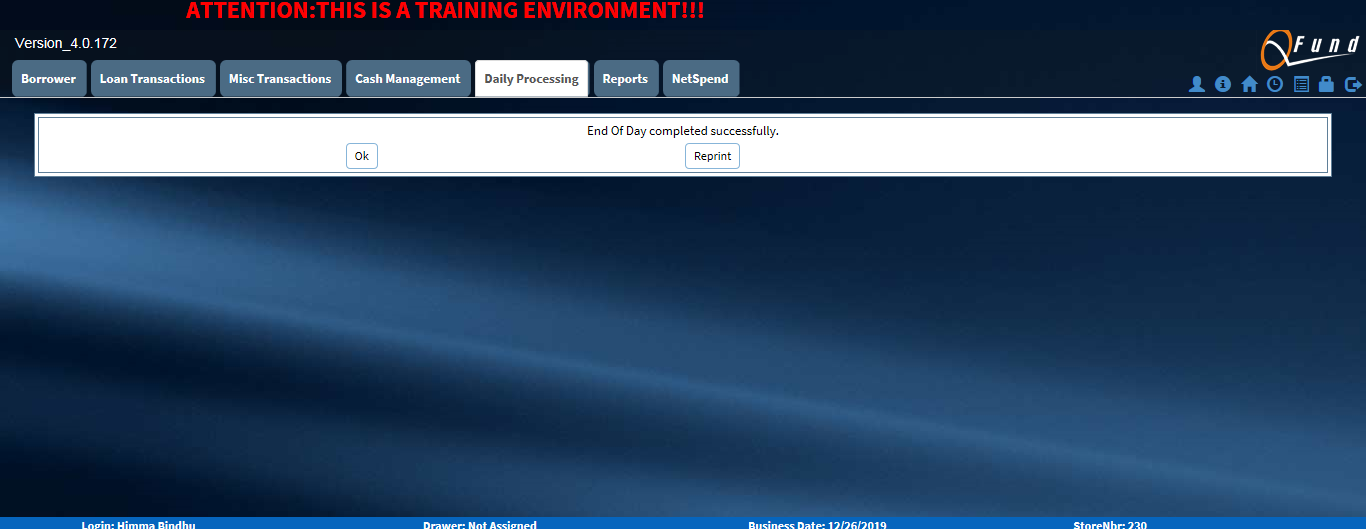 ATTENTION:THIS IS A TRAINING ENVIRONMENT!!!
Version_4.0.172
QFund
Borrower Loan Transactions Misc Transactions Cash Management Daily Processing Reports NetSpend
End Of Day completed successfully.
Ok Reprint
Login: Himma Bindhu Drawer: Not Assigned Business Date: 12/26/2019 StoreNbr: 230